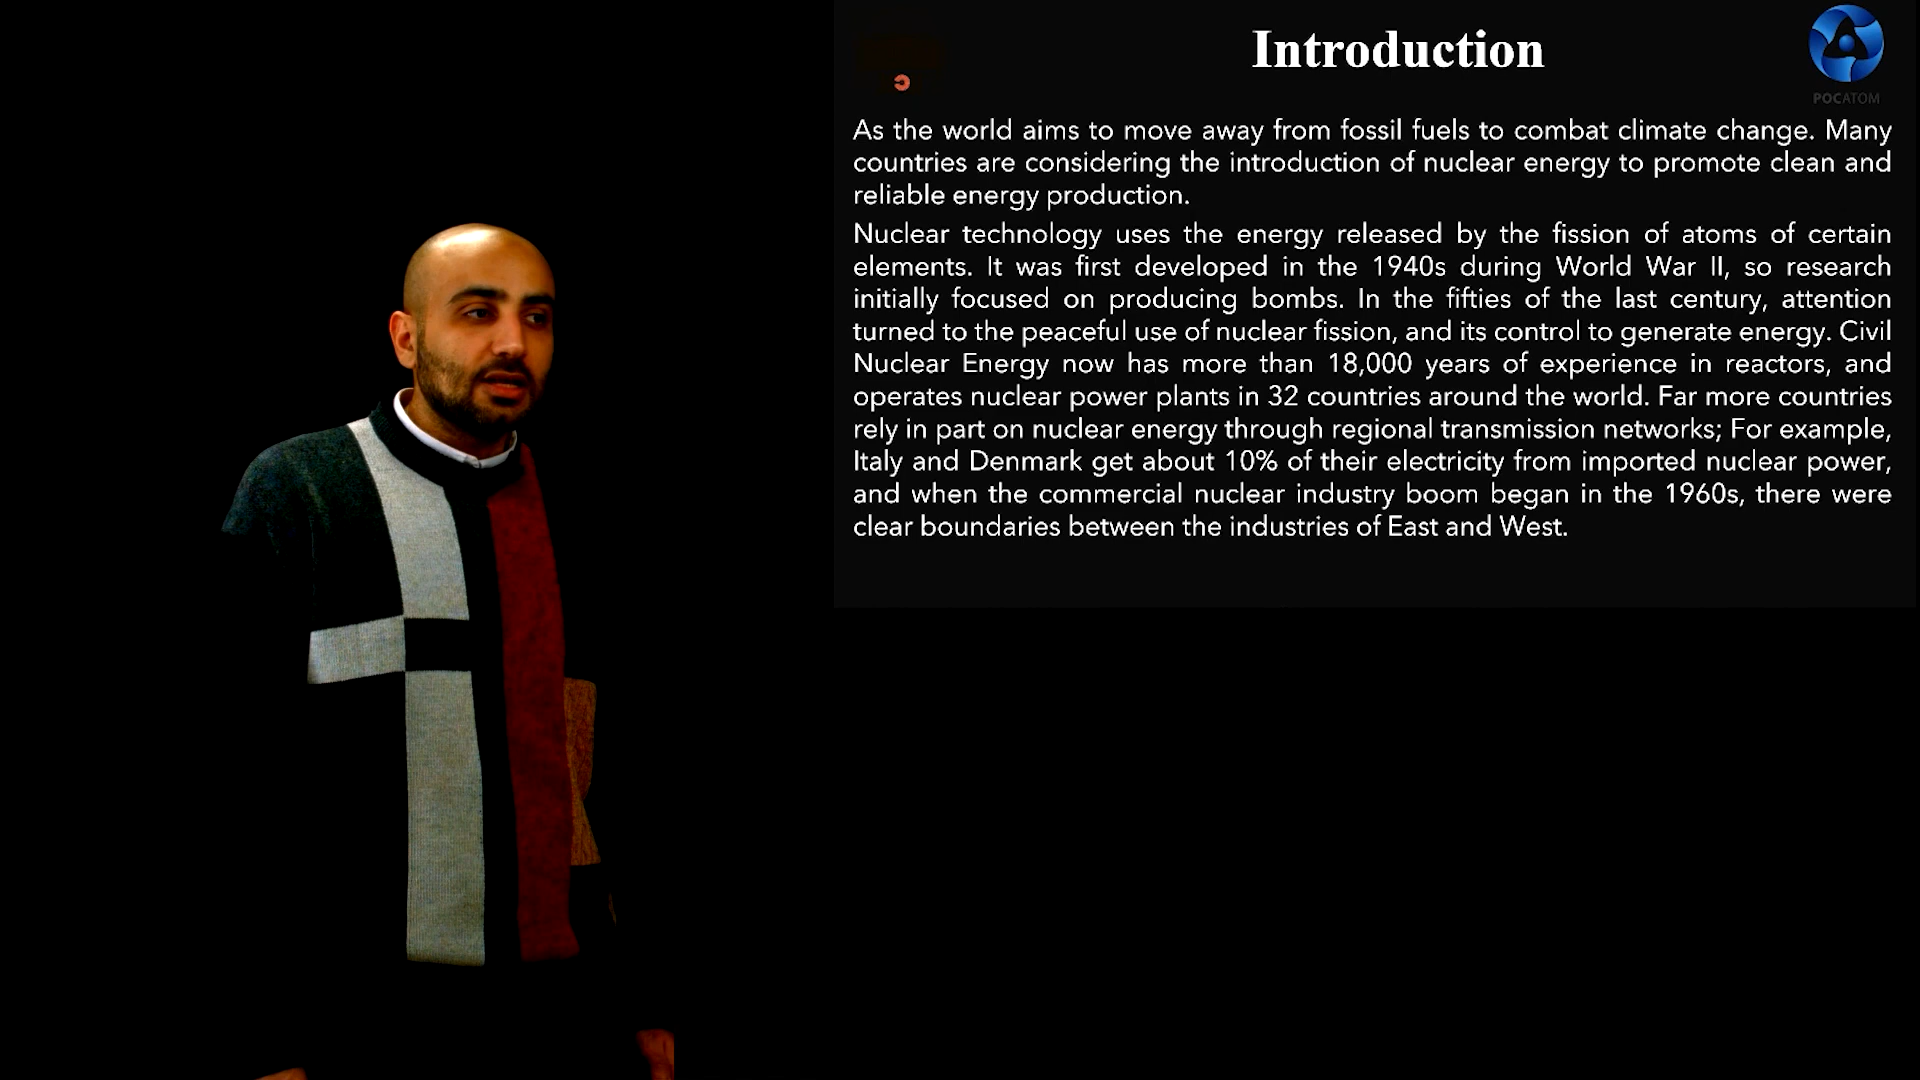 Introduction
РОСАТОМ
As the world aims to move away from fossil fuels to combat climate change. Many
countries are considering the introduction of nuclear energy to promote clean and
reliable energy production.
Nuclear technology uses the energy released by the fission of atoms of certain
elements. It was first developed in the 1940s during World War II, so research
initially focused on producing bombs. In the fifties of the last century, attention
turned to the peaceful use of nuclear fission, and its control to generate energy. Civil
Nuclear Energy now has more than 18,000 years of experience in reactors, and
operates nuclear power plants in 32 countries around the world. Far more countries
rely in part on nuclear energy through regional transmission networks; For example,
Italy and Denmark get about 10% of their electricity from imported nuclear power,
and when the commercial nuclear industry boom began in the 1960s, there were
clear boundaries between the industries of East and West.